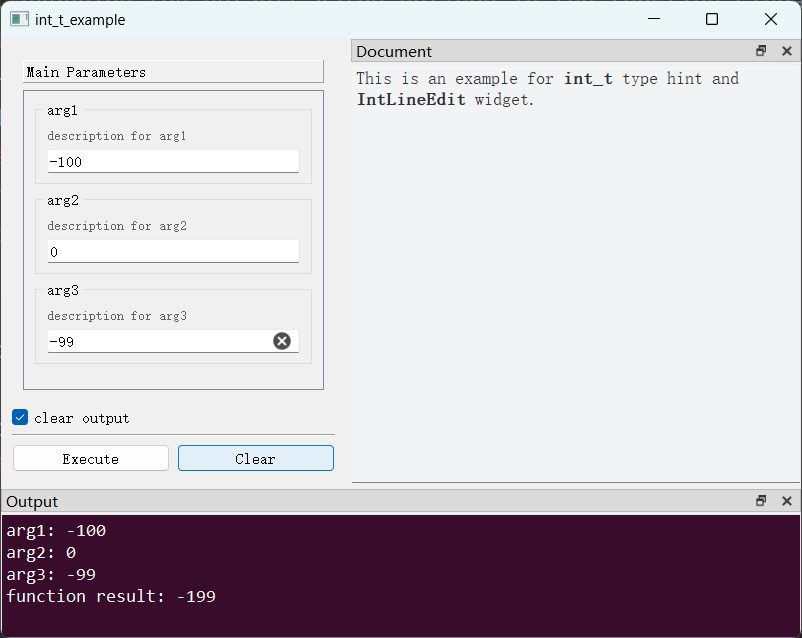 int_t_example
Main Parameters
arg1
description for arg1
-100
arg2
description for arg2
0
arg3
description for arg3
-99
clear output
Execute
Clear
Document
This is an example for int_t type hint and
IntLineEdit widget.
Output
arg1: -100
arg2: 0
arg3: -99
function result: -199